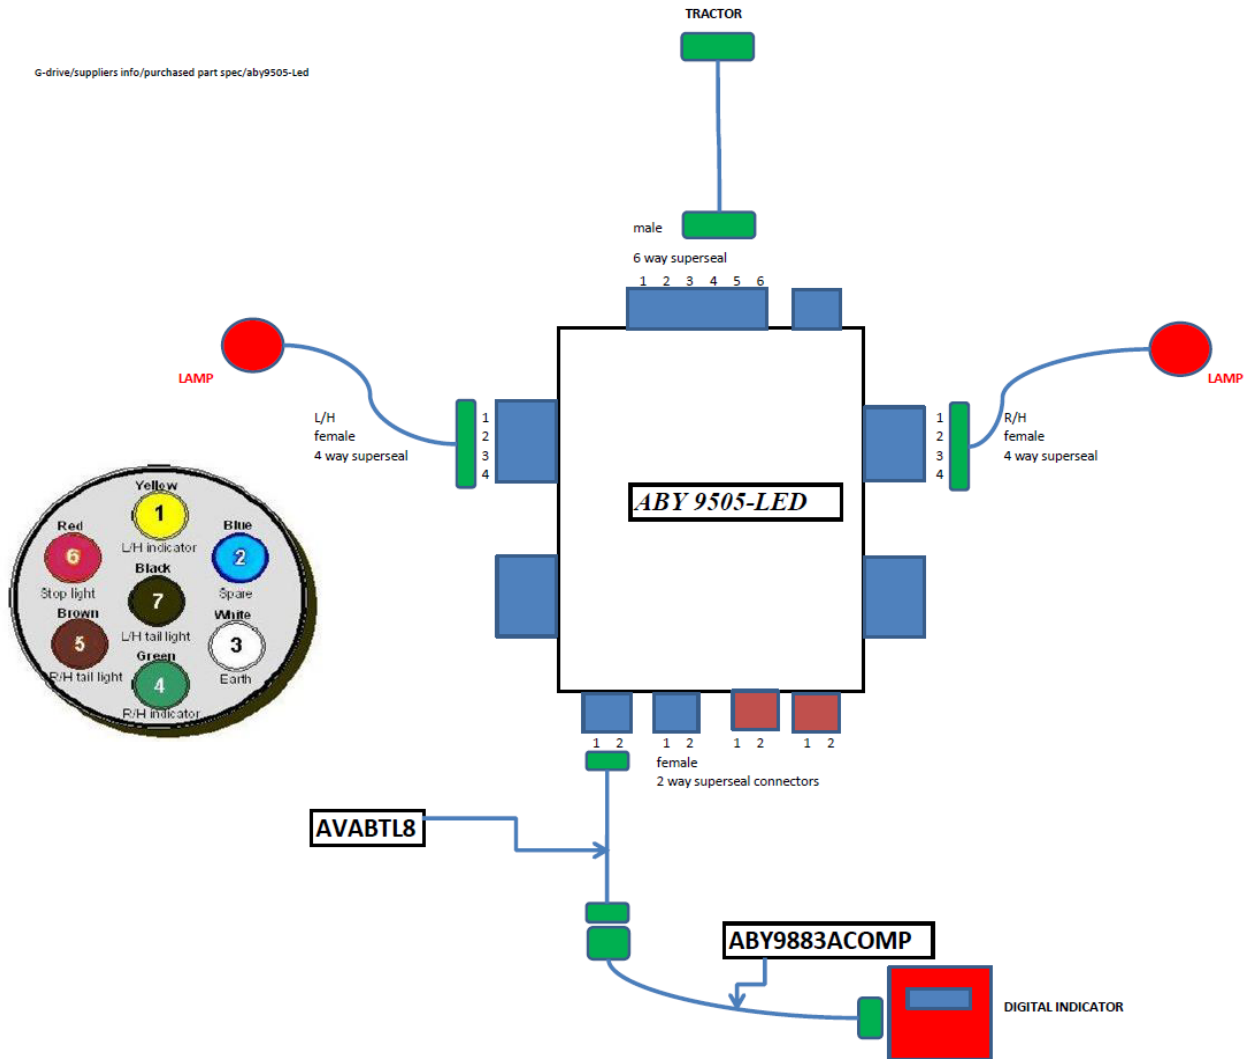 TRACTOR
G-drive/suppliers info/purchased part spec/aby9505-Led
male
6 way superseal
1 2 3 4 5 6
LAMP
LAMP
L/H
female
4 way superseal
1
2
3
4
1
2
3
4
R/H
female
4 way superseal
ABY 9505-LED
Yellow
1
L/H indicator
Red
6
Stop light
Blue
2
Spare
Black
7
L/H tail light
Brown
5
R/H tail light
White
3
Earth
Green
4
R/H indicator
1 2 1 2 1 2 1 2
female
2 way superseal connectors
AVABTL8
ABY9883ACOMP
DIGITAL INDICATOR